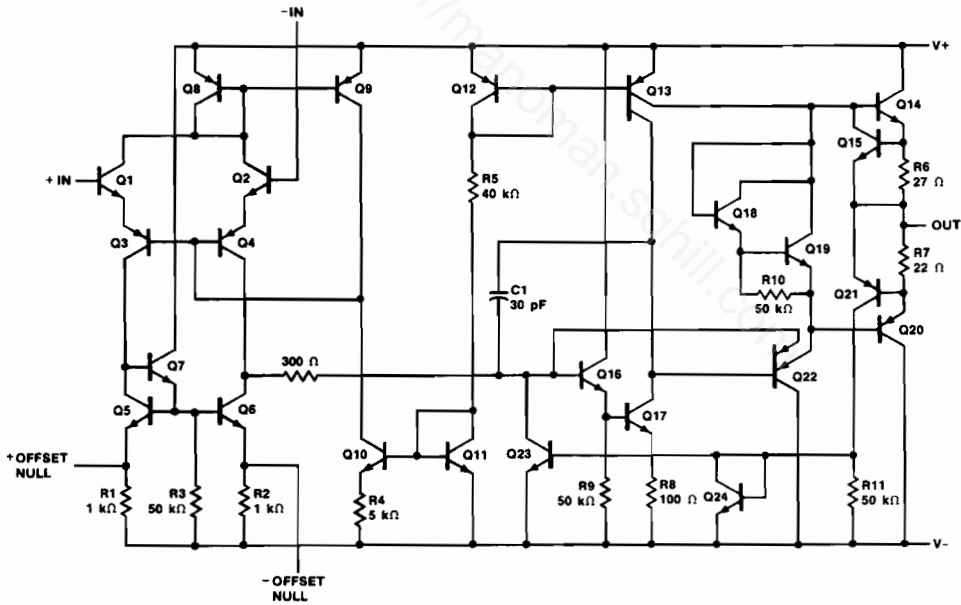 −IN
V+
Q8
Q9
Q12
Q13
Q14
Q15
+IN
Q1
Q2
R5
40 kΩ
R6
27 Ω
Q18
OUT
Q3
Q4
Q19
R7
22 Ω
C1
30 pF
R10
50 kΩ
Q21
Q20
300 Ω
Q7
Q16
Q22
Q5
Q6
Q17
+OFFSET
NULL
Q10
Q11
Q23
R1
1 kΩ
R3
50 kΩ
R2
1 kΩ
R4
5 kΩ
R9
50 kΩ
R8
100 Ω
Q24
R11
50 kΩ
V−
−OFFSET
NULL
//manoman.sqhill.com